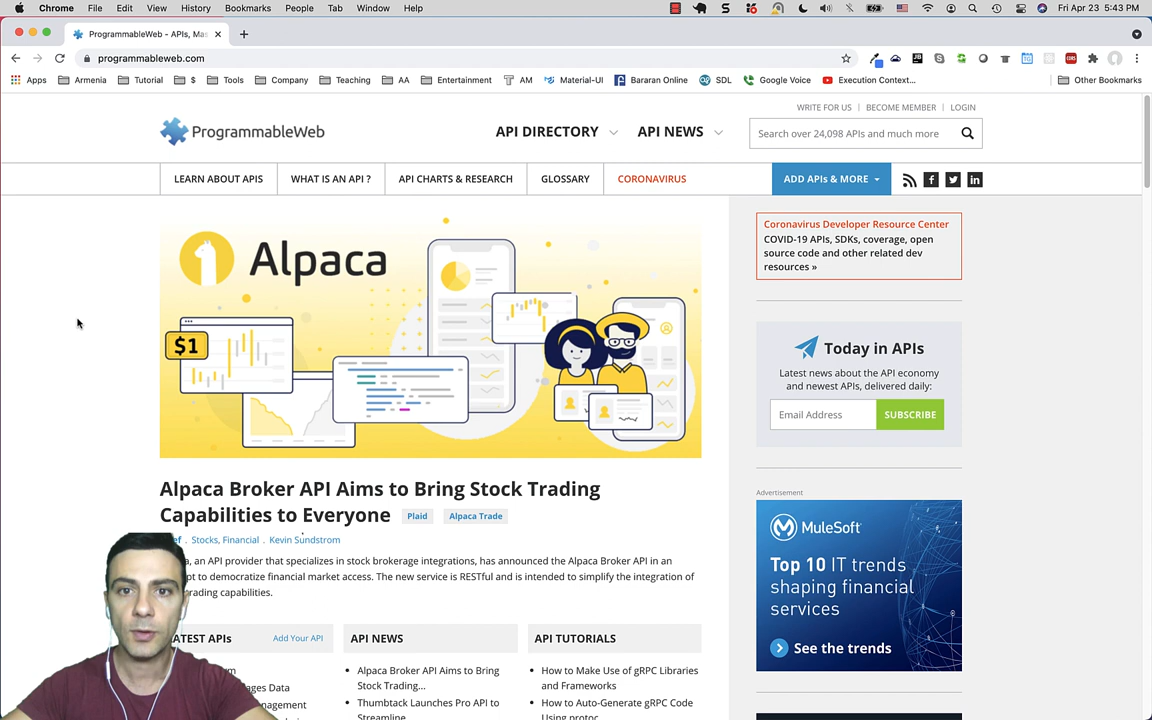 Chrome File Edit View History Bookmarks People Tab Window Help
Fri Apr 23 5:43 PM
ProgrammableWeb - APIs, Mas
programmableweb.com
Apps Armenia Tutorial $ Tools Company Teaching AA Entertainment AM Material-UI Bararan Online SDL Google Voice Execution Context... Other Bookmarks
WRITE FOR US | BECOME MEMBER | LOGIN
ProgrammableWeb
API DIRECTORY API NEWS
Search over 24,098 APIs and much more
LEARN ABOUT APIS WHAT IS AN API ? API CHARTS & RESEARCH GLOSSARY CORONAVIRUS
ADD APIs & MORE
Alpaca
$1
Alpaca Broker API Aims to Bring Stock Trading
Capabilities to Everyone
Plaid Alpaca Trade
. Stocks, Financial . Kevin Sundstrom
, an API provider that specializes in stock brokerage integrations, has announced the Alpaca Broker API in an
to democratize financial market access. The new service is RESTful and is intended to simplify the integration of
capabilities.
APIs
Add Your API
Data
API NEWS
Alpaca Broker API Aims to Bring
Stock Trading...
Thumbtack Launches Pro API to
Streamline
API TUTORIALS
How to Make Use of gRPC Libraries
and Frameworks
How to Auto-Generate gRPC Code
Using protoc
Coronavirus Developer Resource Center
COVID-19 APIs, SDKs, coverage, open
source code and other related dev
resources »
Today in APIs
Latest news about the API economy
and newest APIs, delivered daily:
Email Address SUBSCRIBE
Advertisement
MuleSoft
Top 10 IT trends
shaping financial
services
See the trends